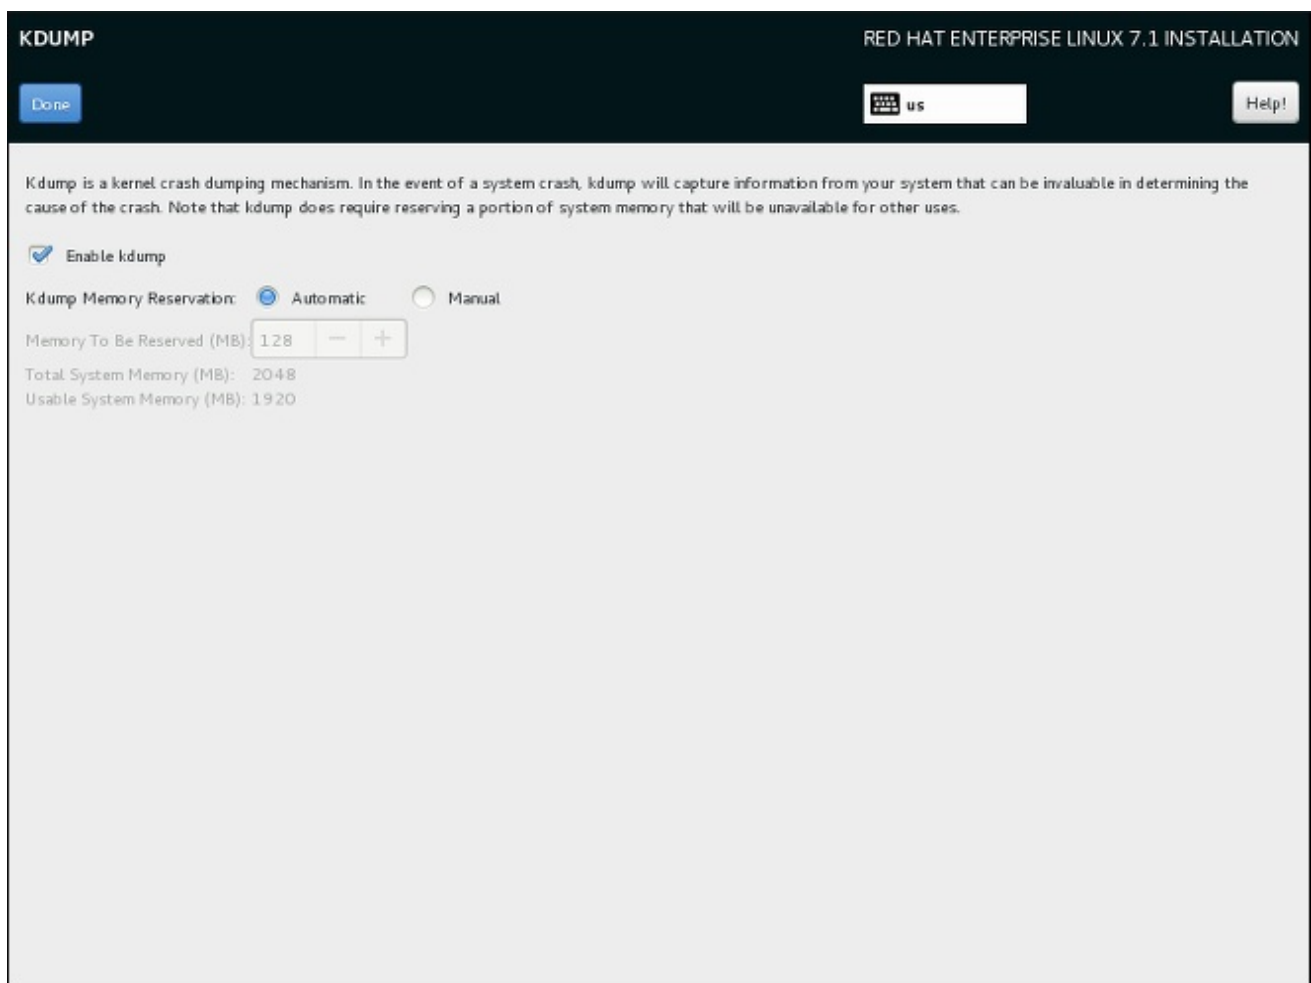 KDUMP
RED HAT ENTERPRISE LINUX 7.1 INSTALLATION
Done
us
Help!
Kdump is a kernel crash dumping mechanism. In the event of a system crash, kdump will capture information from your system that can be invaluable in determining the
cause of the crash. Note that kdump does require reserving a portion of system memory that will be unavailable for other uses.
Enable kdump
Kdump Memory Reservation: Automatic Manual
Memory To Be Reserved (MB): 128 − +
Total System Memory (MB): 2048
Usable System Memory (MB): 1920